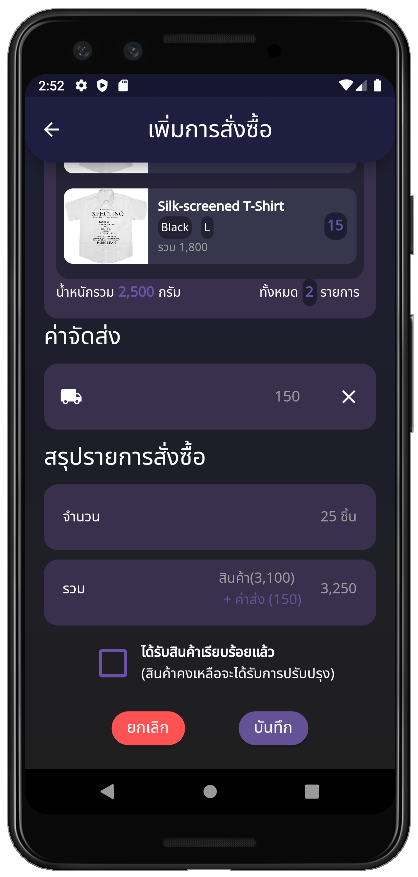 2:52
เพิ่มการสั่งซื้อ
Silk-screened T-Shirt
Black L
15
รวม 1,800
น้ำหนักรวม 2,500 กรัม
ทั้งหมด 2 รายการ
ค่าจัดส่ง
150
สรุปรายการสั่งซื้อ
จำนวน
25 ชิ้น
รวม
สินค้า(3,100)
+ ค่าส่ง (150)
3,250
ได้รับสินค้าเรียบร้อยแล้ว
(สินค้าคงเหลือจะได้รับการปรับปรุง)
ยกเลิก
บันทึก